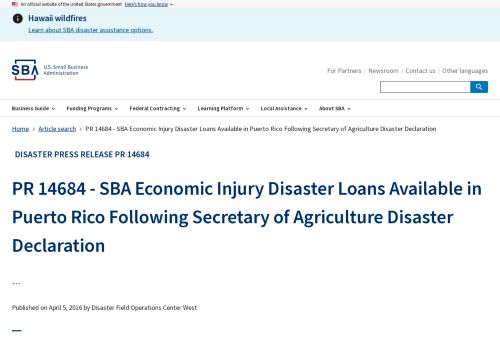 An official website of the United States government Here's how you know
Hawaii wildfires
Learn about SBA disaster assistance options.
SBA U.S. Small Business
Administration
For Partners | Newsroom | Contact us | Other languages
Business Guide Funding Programs Federal Contracting Learning Platform Local Assistance About SBA
Home > Article search > PR 14684 - SBA Economic Injury Disaster Loans Available in Puerto Rico Following Secretary of Agriculture Disaster Declaration
DISASTER PRESS RELEASE PR 14684
PR 14684 - SBA Economic Injury Disaster Loans Available in
Puerto Rico Following Secretary of Agriculture Disaster
Declaration
...
Published on April 5, 2016 by Disaster Field Operations Center West